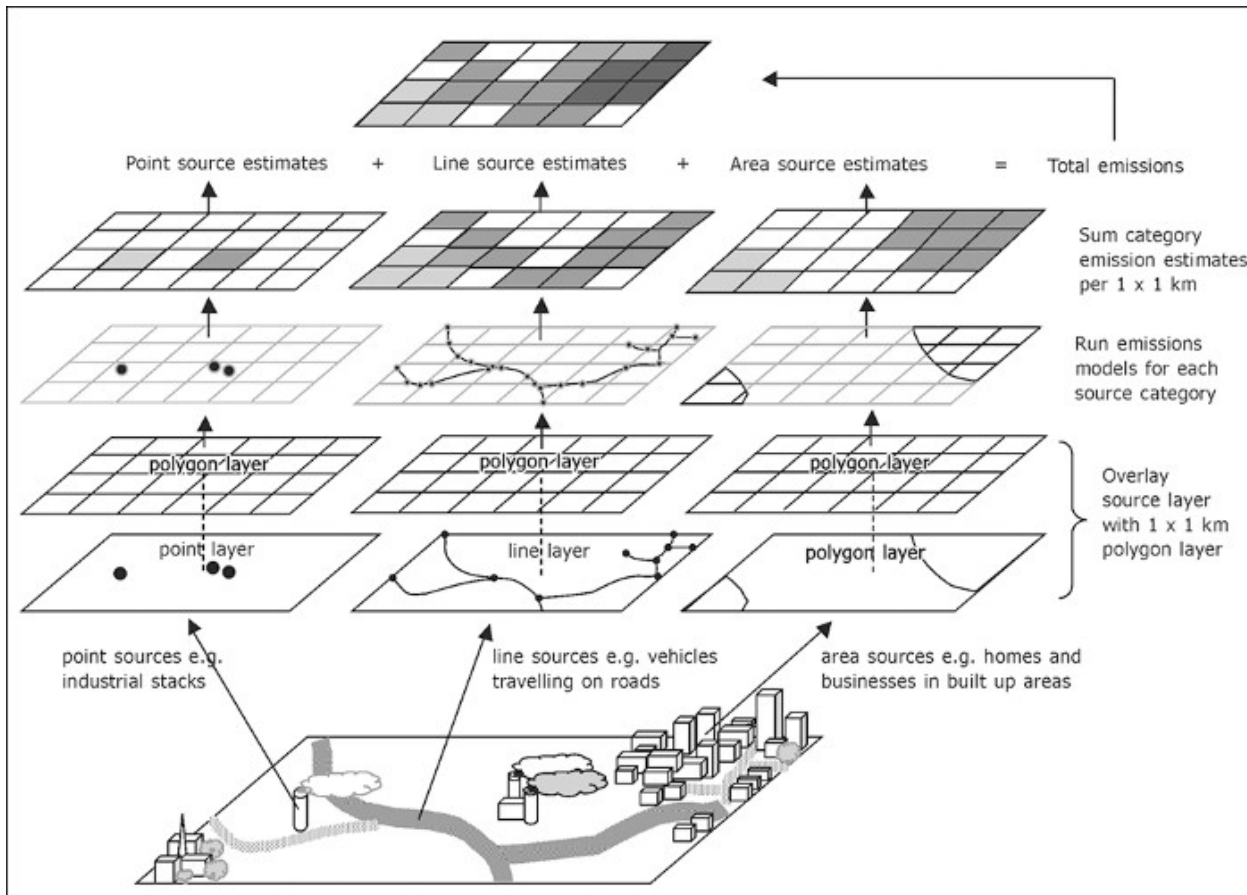 Point source estimates + Line source estimates + Area source estimates = Total emissions
Sum category
emission estimates
per 1 x 1 km
Run emissions
models for each
source category
polygon layer
polygon layer
polygon layer
Overlay
source layer
with 1 x 1 km
polygon layer
point layer
line layer
polygon layer
point sources e.g.
industrial stacks
line sources e.g. vehicles
travelling on roads
area sources e.g. homes and
businesses in built up areas